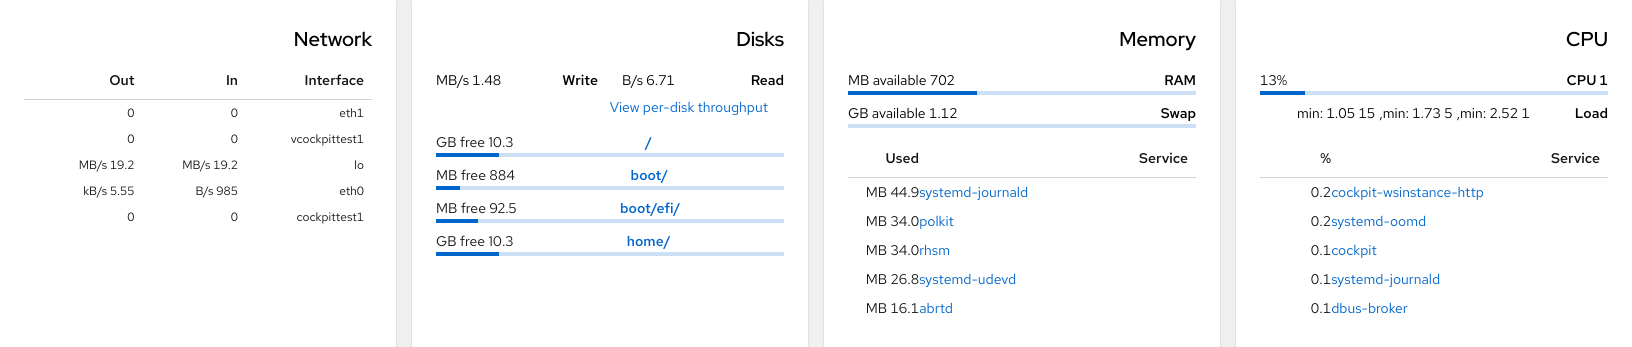 Network
Out In Interface
0 0 eth1
0 0 vcockpittest1
MB/s 19.2 MB/s 19.2 lo
kB/s 5.55 B/s 985 eth0
0 0 cockpittest1
Disks
MB/s 1.48 Write B/s 6.71 Read
View per-disk throughput
GB free 10.3 /
MB free 884 boot/
MB free 92.5 boot/efi/
GB free 10.3 home/
Memory
MB available 702 RAM
GB available 1.12 Swap
Used Service
MB 44.9 systemd-journald
MB 34.0 polkit
MB 34.0 rhsm
MB 26.8 systemd-udevd
MB 16.1 abrtd
CPU
13% CPU 1
min: 1.05 15 ,min: 1.73 5 ,min: 2.52 1 Load
% Service
0.2 cockpit-wsinstance-http
0.2 systemd-oomd
0.1 cockpit
0.1 systemd-journald
0.1 dbus-broker